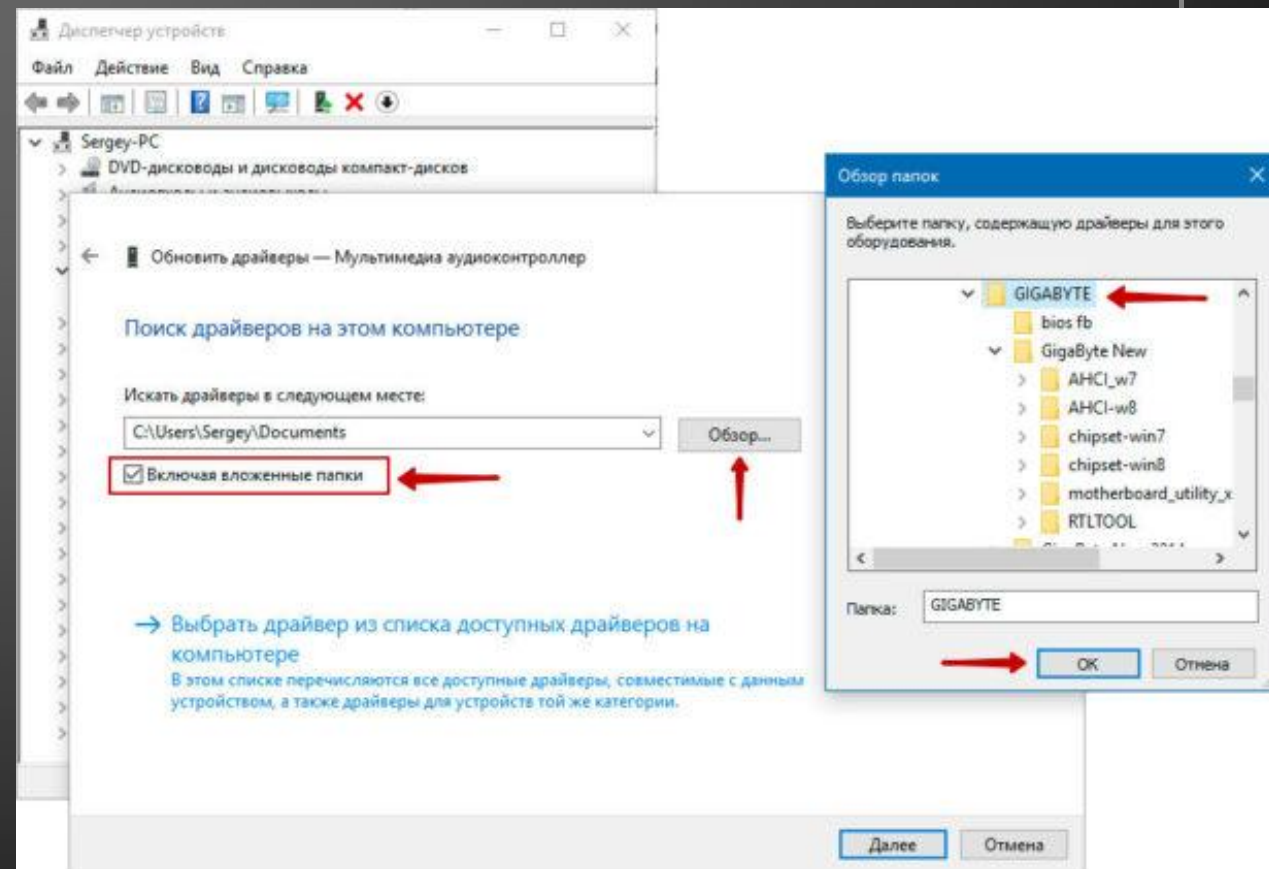 Диспетчер устройств
Файл Действие Вид Справка
Sergey-PC
DVD-дисководы и дисководы компакт-дисков
Обновить драйверы — Мультимедиа аудиоконтроллер
Поиск драйверов на этом компьютере
Искать драйверы в следующем месте:
C:\Users\Sergey\Documents
Обзор...
Включая вложенные папки
Выбрать драйвер из списка доступных драйверов на
компьютере
В этом списке перечисляются все доступные драйверы, совместимые с данным
устройством, а также драйверы для устройств той же категории.
Далее
Отмена
Обзор папок
Выберите папку, содержащую драйверы для этого
оборудования.
GIGABYTE
bios fb
GigaByte New
AHCI_w7
AHCI-w8
chipset-win7
chipset-win8
motherboard_utility_x
RTLTOOL
Папка:
GIGABYTE
OK
Отмена